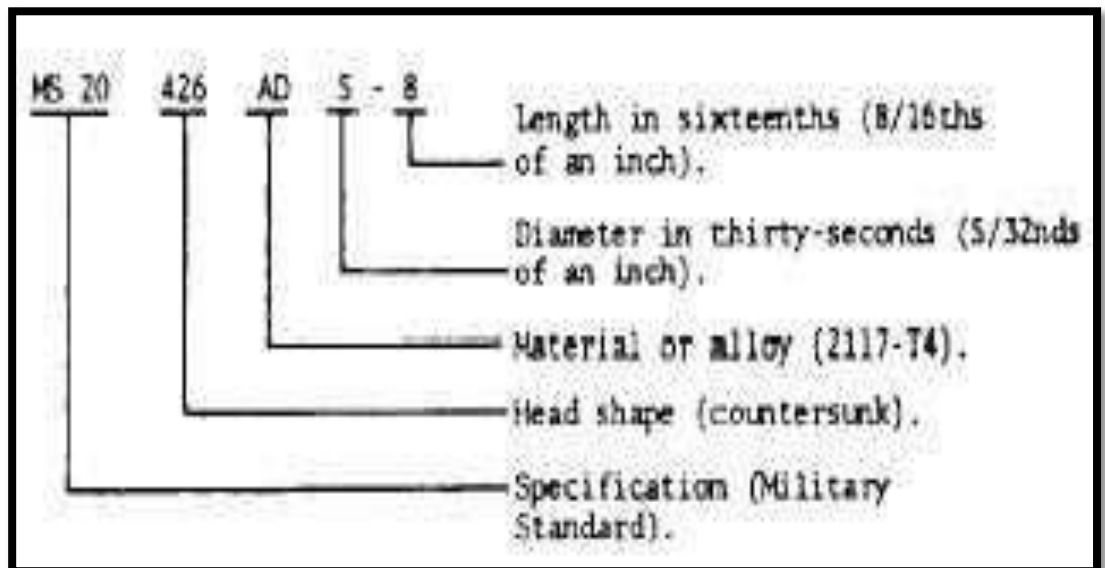 MS 20 426 AD 5 - 8
Length in sixteenths (8/16ths
of an inch).
Diameter in thirty-seconds (5/32nds
of an inch).
Material or alloy (2117-T4).
Head shape (countersunk).
Specification (Military
Standard).